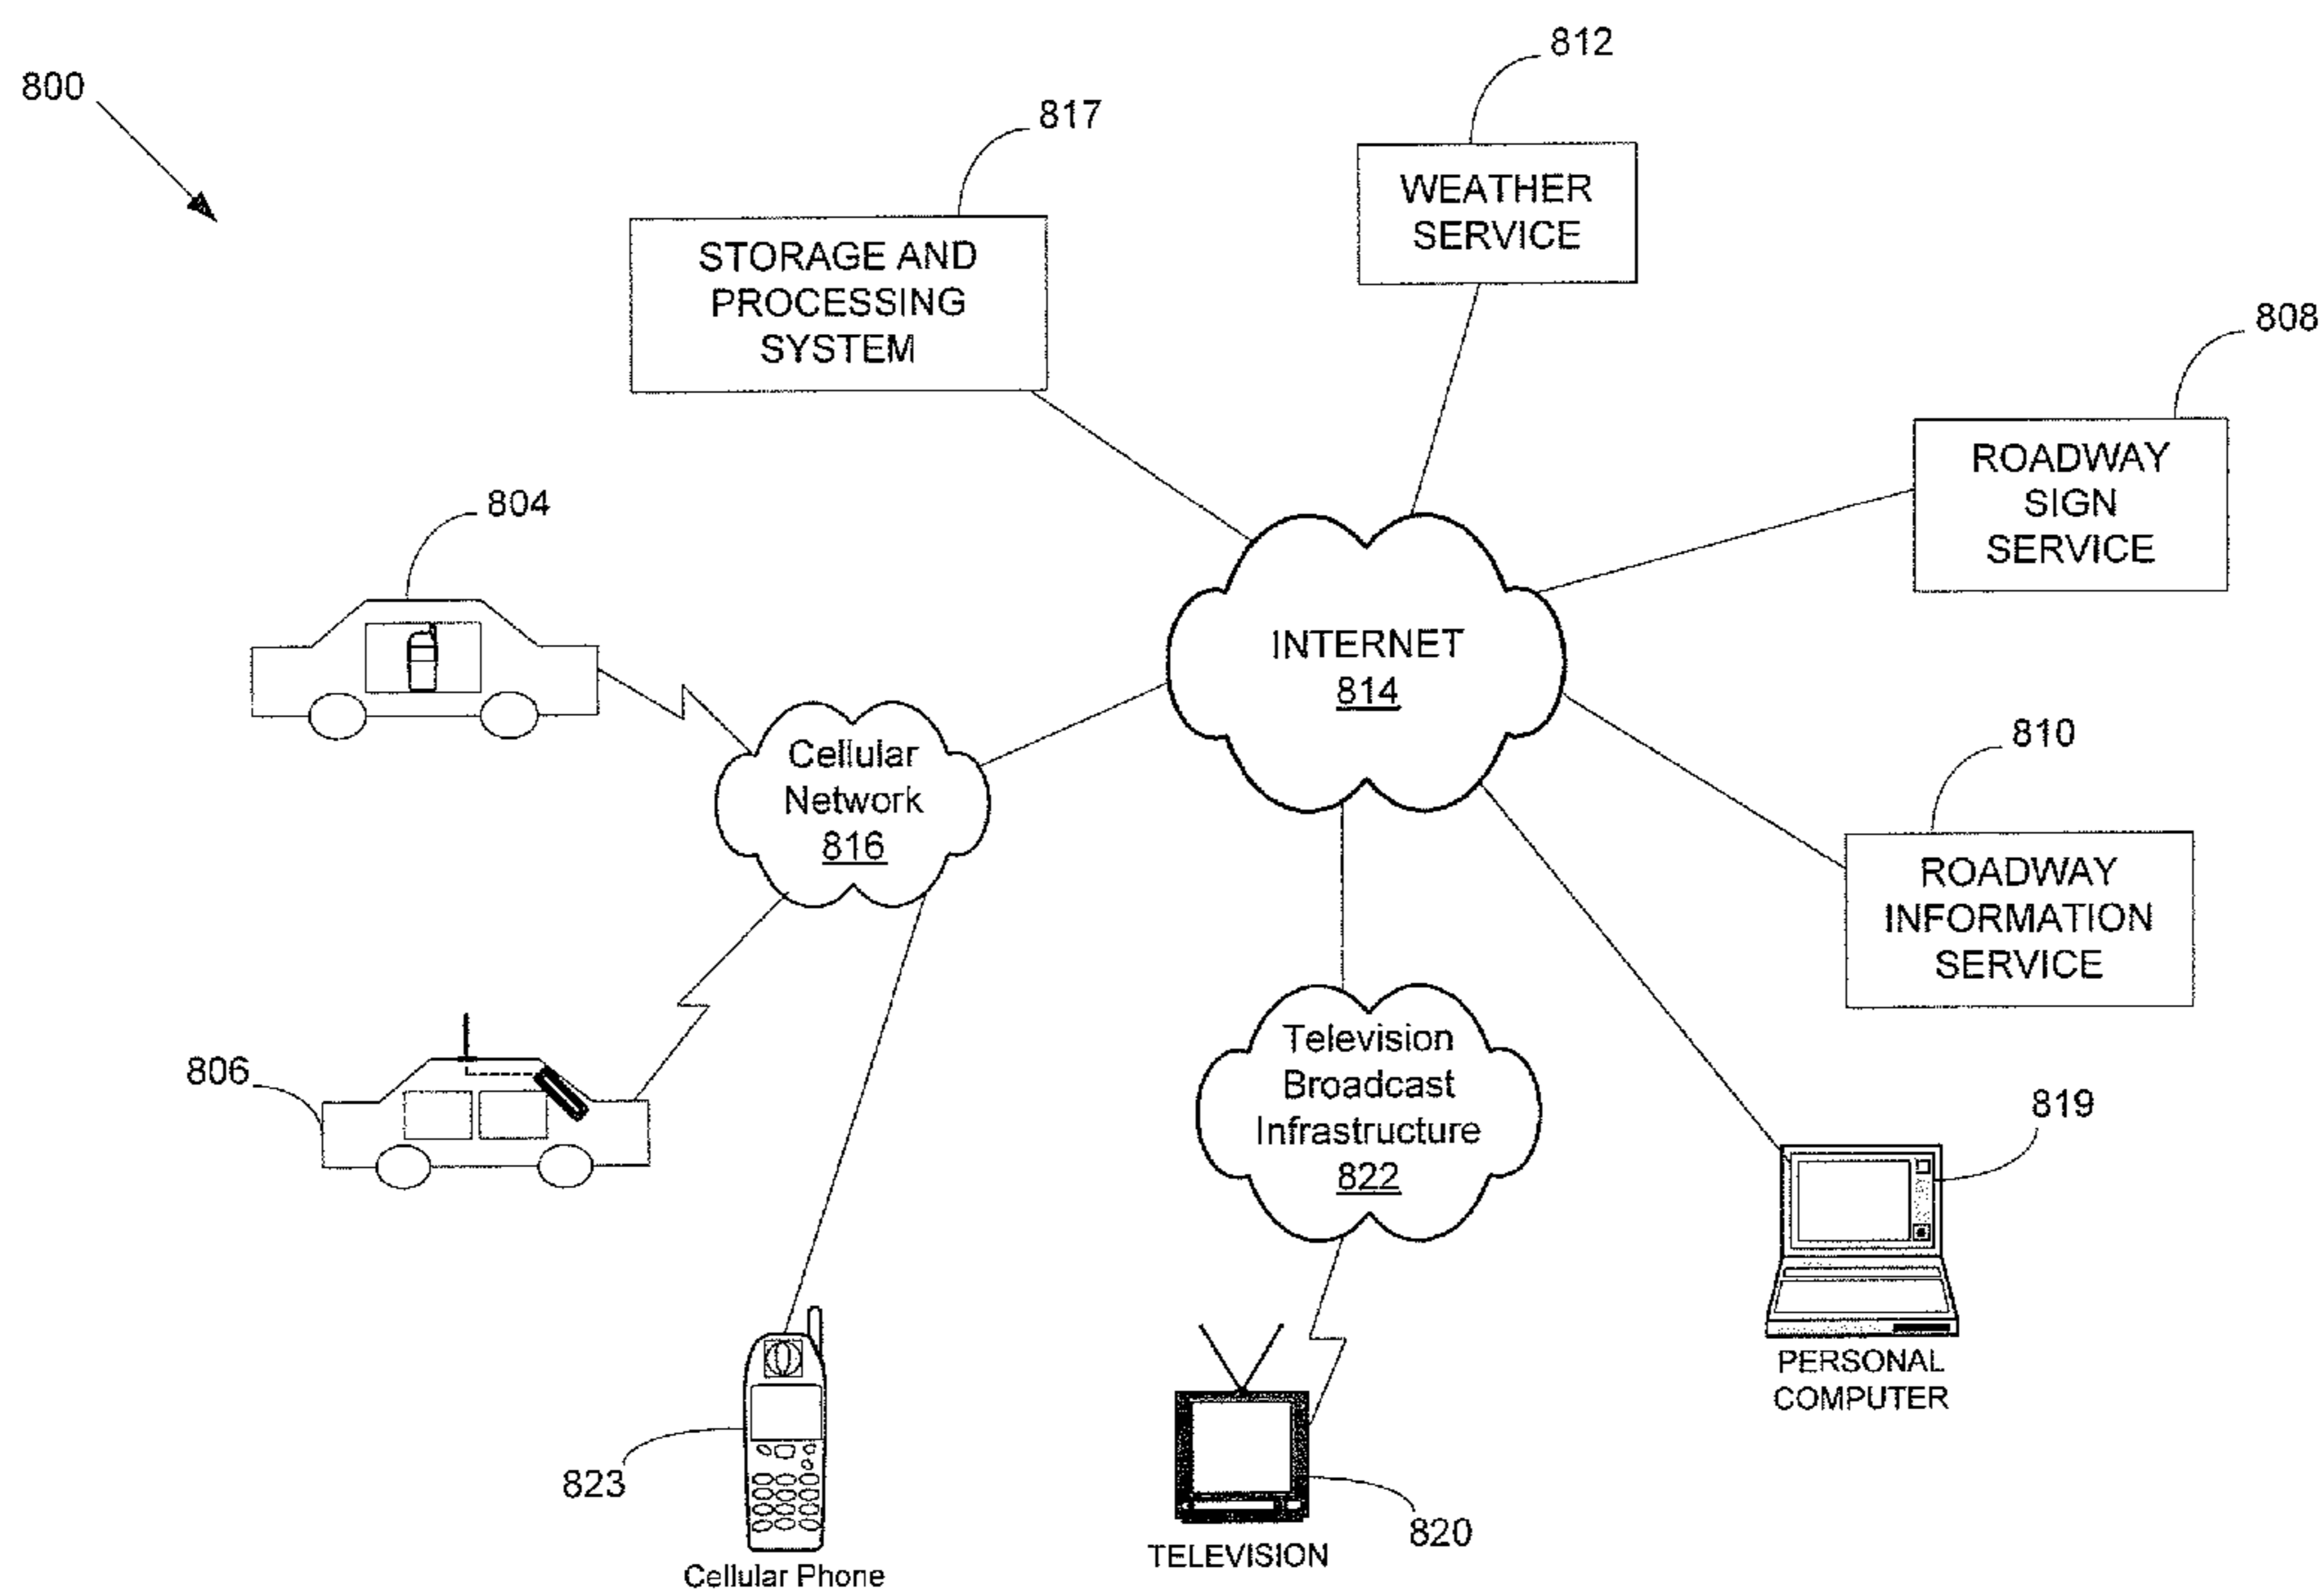 800
817
812
STORAGE AND
PROCESSING
SYSTEM
WEATHER
SERVICE
808
ROADWAY
SIGN
SERVICE
804
INTERNET
814
Cellular
Network
816
810
ROADWAY
INFORMATION
SERVICE
806
Television
Broadcast
Infrastructure
822
819
PERSONAL
COMPUTER
823
Cellular Phone
820
TELEVISION